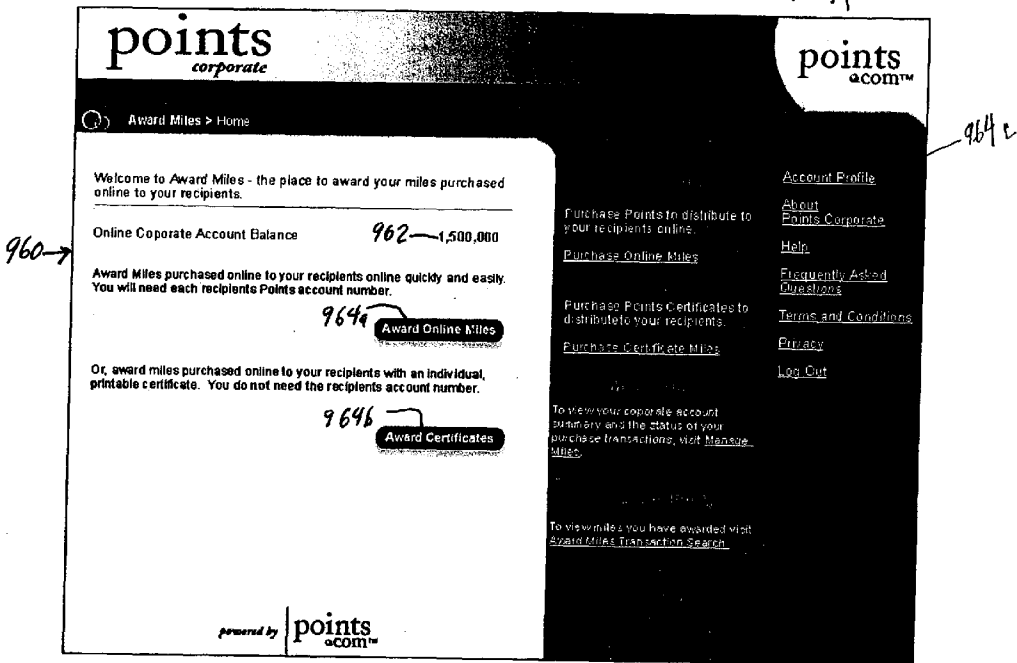 points
corporate
points
.com™
Award Miles > Home
964c
Welcome to Award Miles - the place to award your miles purchased
online to your recipients.
Online Coporate Account Balance 962 1,500,000
960
Award Miles purchased online to your recipients online quickly and easily.
You will need each recipients Points account number.
964a
Award Online Miles
Or, award miles purchased online to your recipients with an individual,
printable certificate. You do not need the recipients account number.
964b
Award Certificates
powered by points
.com™
Purchase Points to distribute to
your recipients online.
Purchase Online Miles
Purchase Points Certificates to
distribute to your recipients.
Purchase Certificate Miles
To view your coporate account
summary and the status of your
purchase transactions, visit Manage
Miles.
To view miles you have awarded visit
Award Miles Transaction Search
Account Profile
About
Points Corporate
Help
Frequently Asked
Questions
Terms and Conditions
Privacy
Log Out